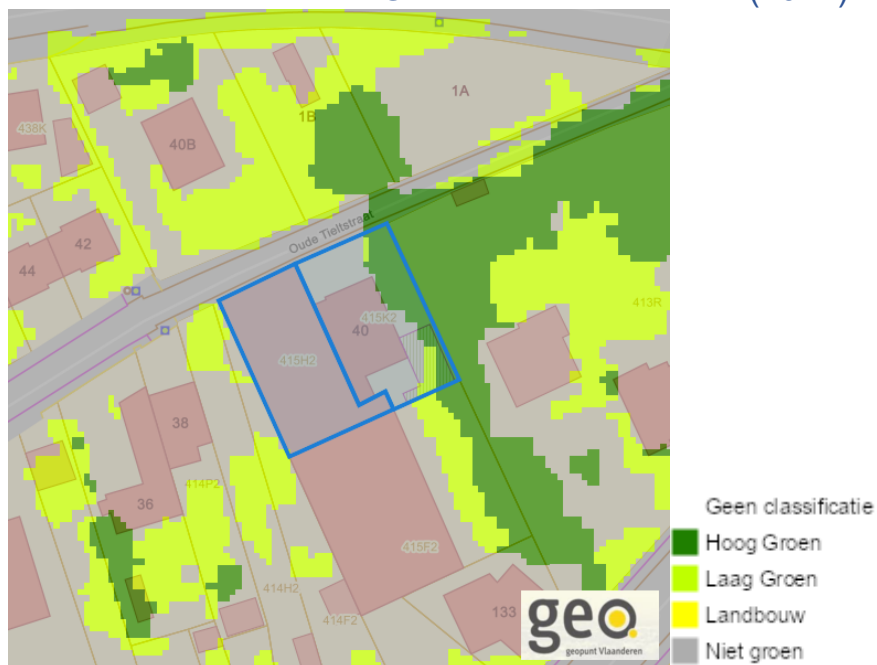 1A
1B
438K
40B
Oude Tieltstraat
42
44
413R
415K2
40
415H2
38
414P2
36
415F2
414H2
414F2
133
geo
geopunt Vlaanderen
Geen classificatie
Hoog Groen
Laag Groen
Landbouw
Niet groen